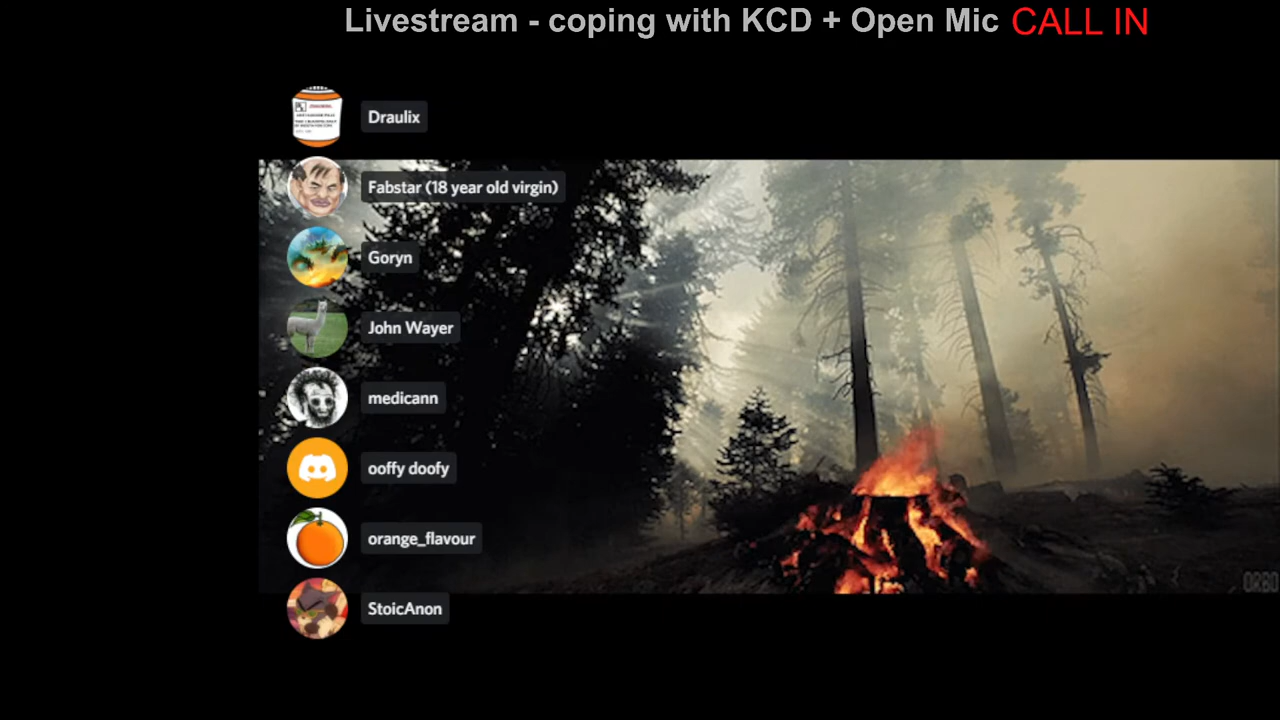 Livestream - coping with KCD + Open Mic CALL IN
Draulix
Fabstar (18 year old virgin)
Goryn
John Wayer
medicann
ooffy doofy
orange_flavour
StoicAnon
ORBO